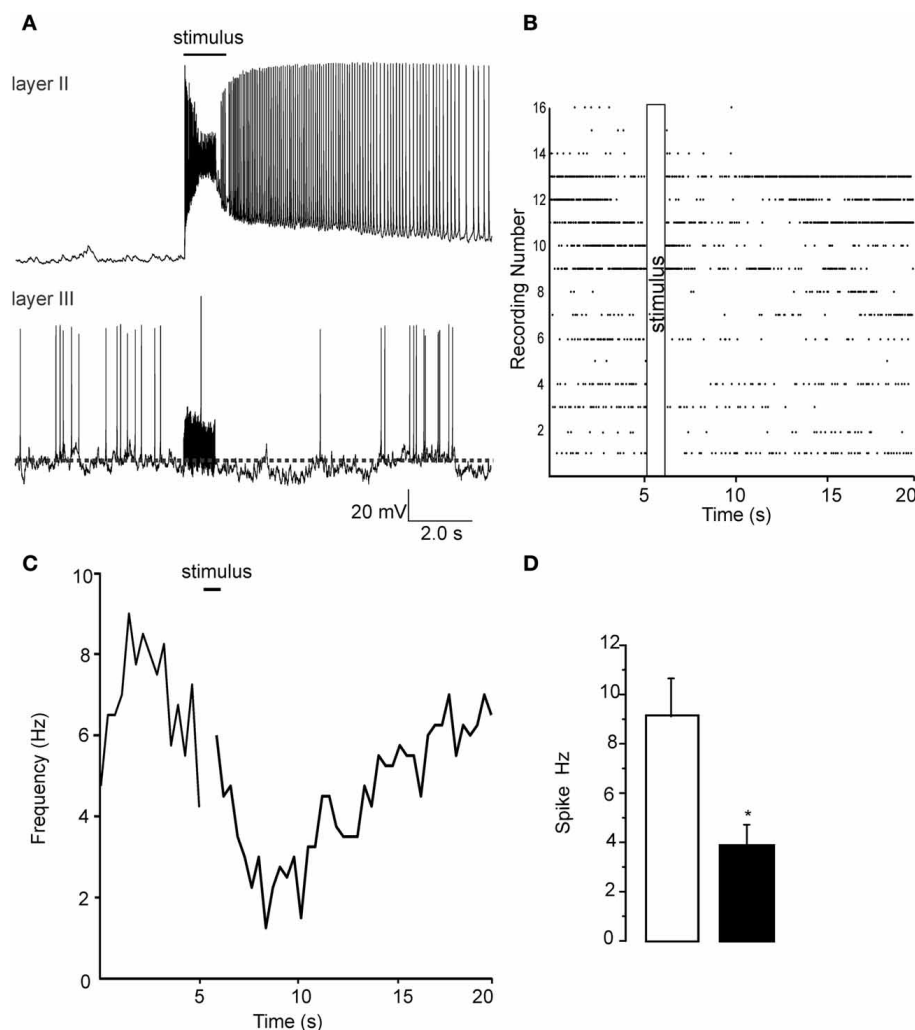 A
stimulus
layer II
layer III
20 mV
2.0 s
B
Recording Number
16
14
12
10
8
6
4
2
stimulus
5
10
15
20
Time (s)
C
stimulus
Frequency (Hz)
10
8
6
4
2
0
5
10
15
20
Time (s)
D
Spike Hz
12
10
8
6
4
2
0
*